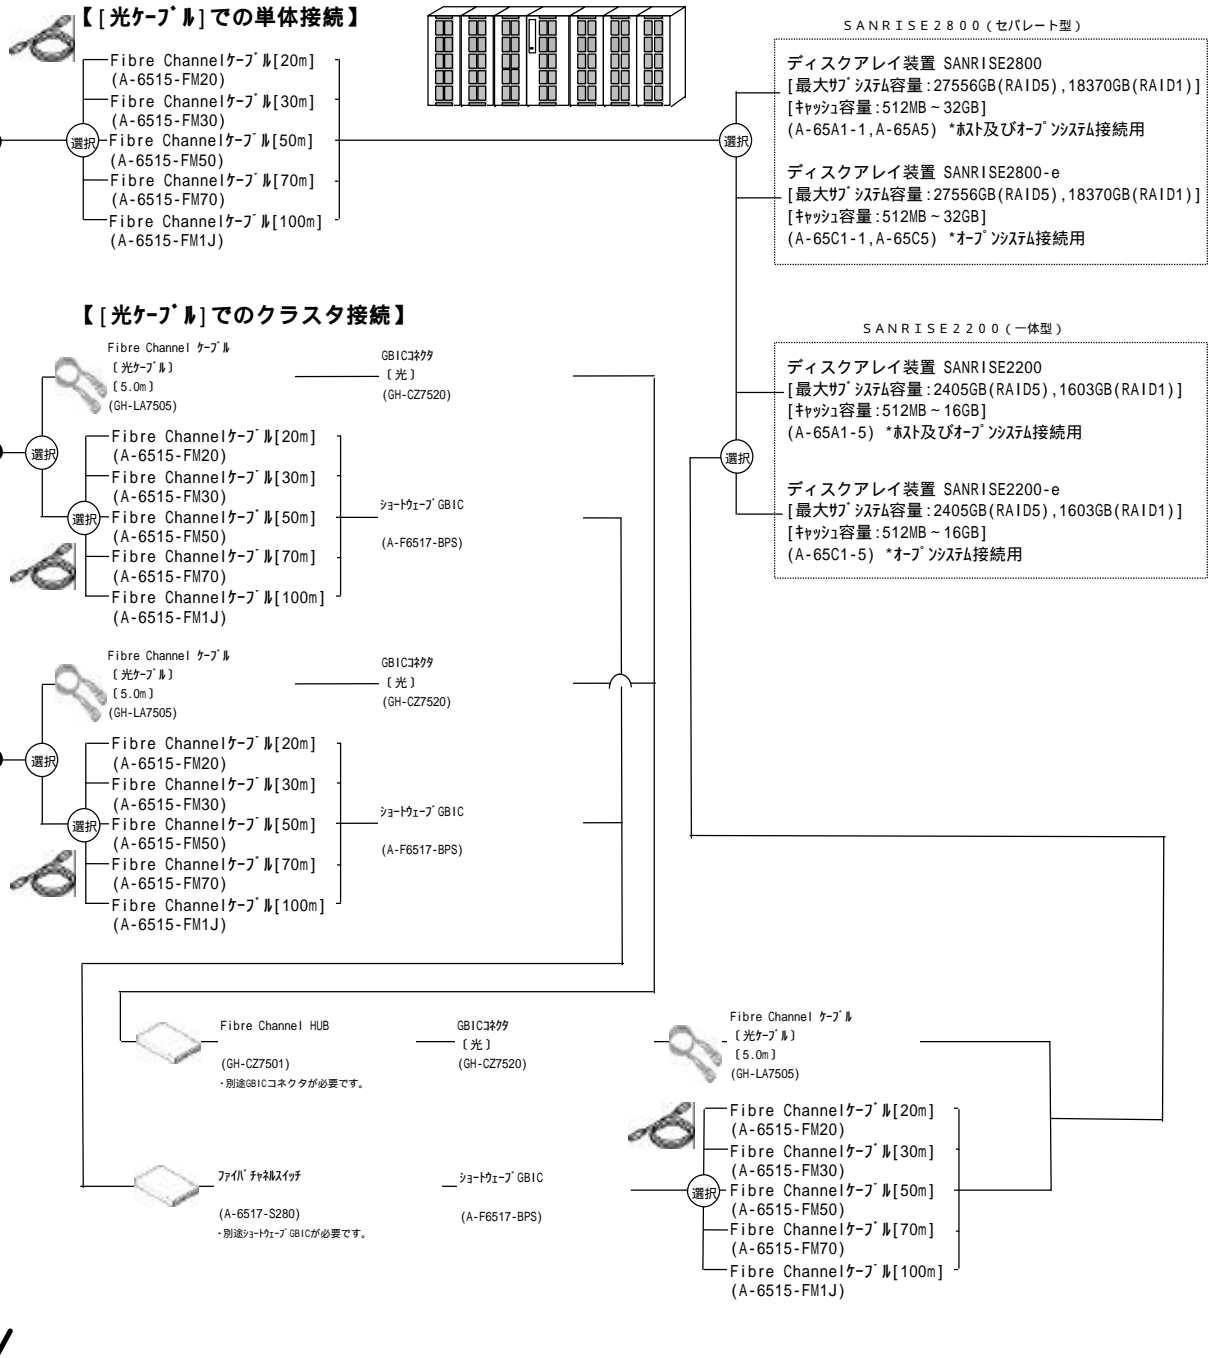 【[光ｹｰﾌﾞﾙ]での単体接続】
Fibre Channelｹｰﾌﾞﾙ[20m]
(A-6515-FM20)
Fibre Channelｹｰﾌﾞﾙ[30m]
(A-6515-FM30)
選択
Fibre Channelｹｰﾌﾞﾙ[50m]
(A-6515-FM50)
Fibre Channelｹｰﾌﾞﾙ[70m]
(A-6515-FM70)
Fibre Channelｹｰﾌﾞﾙ[100m]
(A-6515-FM1J)
選択
SANRISE2800(セパレート型)
ディスクアレイ装置 SANRISE2800
[最大ｻﾌﾞｼｽﾃﾑ容量:27556GB(RAID5),18370GB(RAID1)]
[ｷｬｯｼｭ容量:512MB~32GB]
(A-65A1-1,A-65A5) *ﾎｽﾄ及びｵｰﾌﾟﾝｼｽﾃﾑ接続用
ディスクアレイ装置 SANRISE2800-e
[最大ｻﾌﾞｼｽﾃﾑ容量:27556GB(RAID5),18370GB(RAID1)]
[ｷｬｯｼｭ容量:512MB~32GB]
(A-65C1-1,A-65C5) *ｵｰﾌﾟﾝｼｽﾃﾑ接続用
SANRISE2200(一体型)
ディスクアレイ装置 SANRISE2200
[最大ｻﾌﾞｼｽﾃﾑ容量:2405GB(RAID5),1603GB(RAID1)]
[ｷｬｯｼｭ容量:512MB~16GB]
(A-65A1-5) *ﾎｽﾄ及びｵｰﾌﾟﾝｼｽﾃﾑ接続用
選択
ディスクアレイ装置 SANRISE2200-e
[最大ｻﾌﾞｼｽﾃﾑ容量:2405GB(RAID5),1603GB(RAID1)]
[ｷｬｯｼｭ容量:512MB~16GB]
(A-65C1-5) *ｵｰﾌﾟﾝｼｽﾃﾑ接続用
【[光ｹｰﾌﾞﾙ]でのクラスタ接続】
Fibre Channel ｹｰﾌﾞﾙ
〔光ｹｰﾌﾞﾙ〕
〔5.0m〕
(GH-LA7505)
GBICｺﾈｸﾀ
〔光〕
(GH-CZ7520)
選択
Fibre Channelｹｰﾌﾞﾙ[20m]
(A-6515-FM20)
Fibre Channelｹｰﾌﾞﾙ[30m]
(A-6515-FM30)
選択
Fibre Channelｹｰﾌﾞﾙ[50m]
(A-6515-FM50)
Fibre Channelｹｰﾌﾞﾙ[70m]
(A-6515-FM70)
Fibre Channelｹｰﾌﾞﾙ[100m]
(A-6515-FM1J)
ｼｮｰﾄｳｪｰﾌﾞGBIC
(A-F6517-BPS)
Fibre Channel ｹｰﾌﾞﾙ
〔光ｹｰﾌﾞﾙ〕
〔5.0m〕
(GH-LA7505)
GBICｺﾈｸﾀ
〔光〕
(GH-CZ7520)
選択
Fibre Channelｹｰﾌﾞﾙ[20m]
(A-6515-FM20)
Fibre Channelｹｰﾌﾞﾙ[30m]
(A-6515-FM30)
選択
Fibre Channelｹｰﾌﾞﾙ[50m]
(A-6515-FM50)
Fibre Channelｹｰﾌﾞﾙ[70m]
(A-6515-FM70)
Fibre Channelｹｰﾌﾞﾙ[100m]
(A-6515-FM1J)
ｼｮｰﾄｳｪｰﾌﾞGBIC
(A-F6517-BPS)
Fibre Channel HUB
(GH-CZ7501)
・別途GBICコネクタが必要です。
GBICｺﾈｸﾀ
〔光〕
(GH-CZ7520)
Fibre Channel ｹｰﾌﾞﾙ
〔光ｹｰﾌﾞﾙ〕
〔5.0m〕
(GH-LA7505)
ﾌｧｲﾊﾞﾁｬﾈﾙｽｲｯﾁ
(A-6517-S280)
・別途ｼｮｰﾄｳｪｰﾌﾞGBICが必要です。
ｼｮｰﾄｳｪｰﾌﾞGBIC
(A-F6517-BPS)
Fibre Channelｹｰﾌﾞﾙ[20m]
(A-6515-FM20)
Fibre Channelｹｰﾌﾞﾙ[30m]
(A-6515-FM30)
選択
Fibre Channelｹｰﾌﾞﾙ[50m]
(A-6515-FM50)
Fibre Channelｹｰﾌﾞﾙ[70m]
(A-6515-FM70)
Fibre Channelｹｰﾌﾞﾙ[100m]
(A-6515-FM1J)